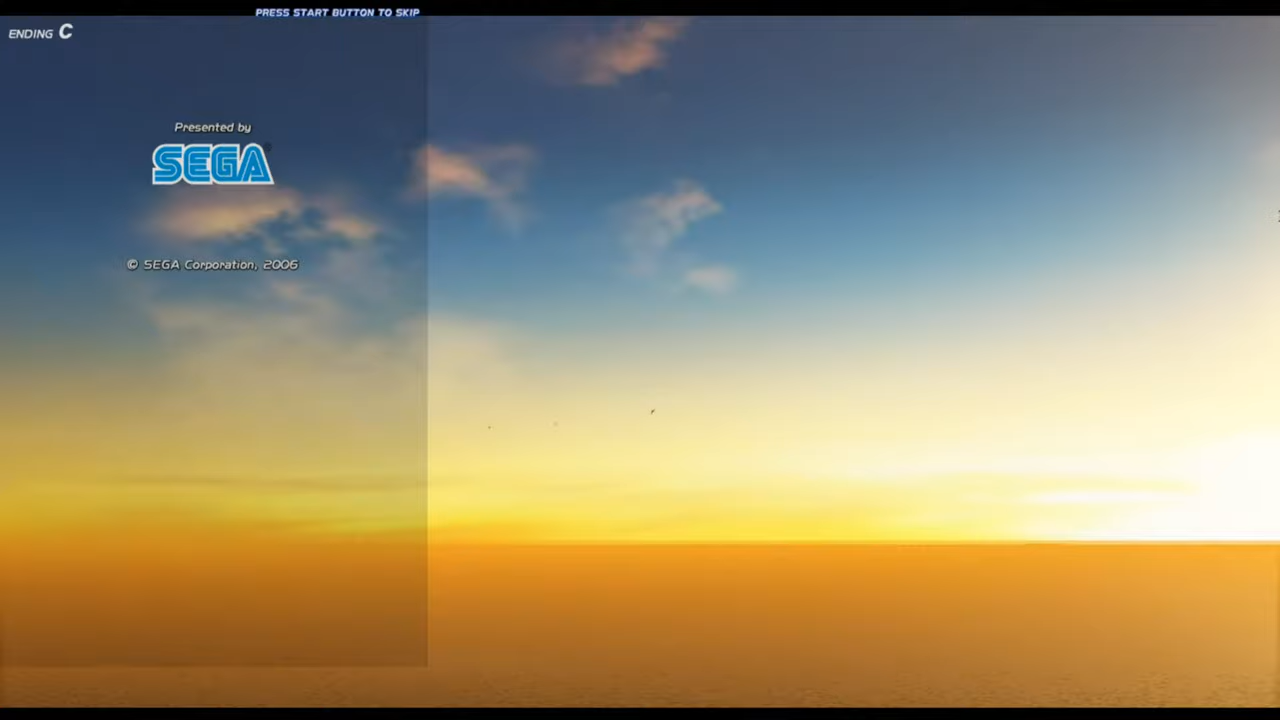 PRESS START BUTTON TO SKIP
ENDING C
Presented by
SEGA
© SEGA Corporation, 2006